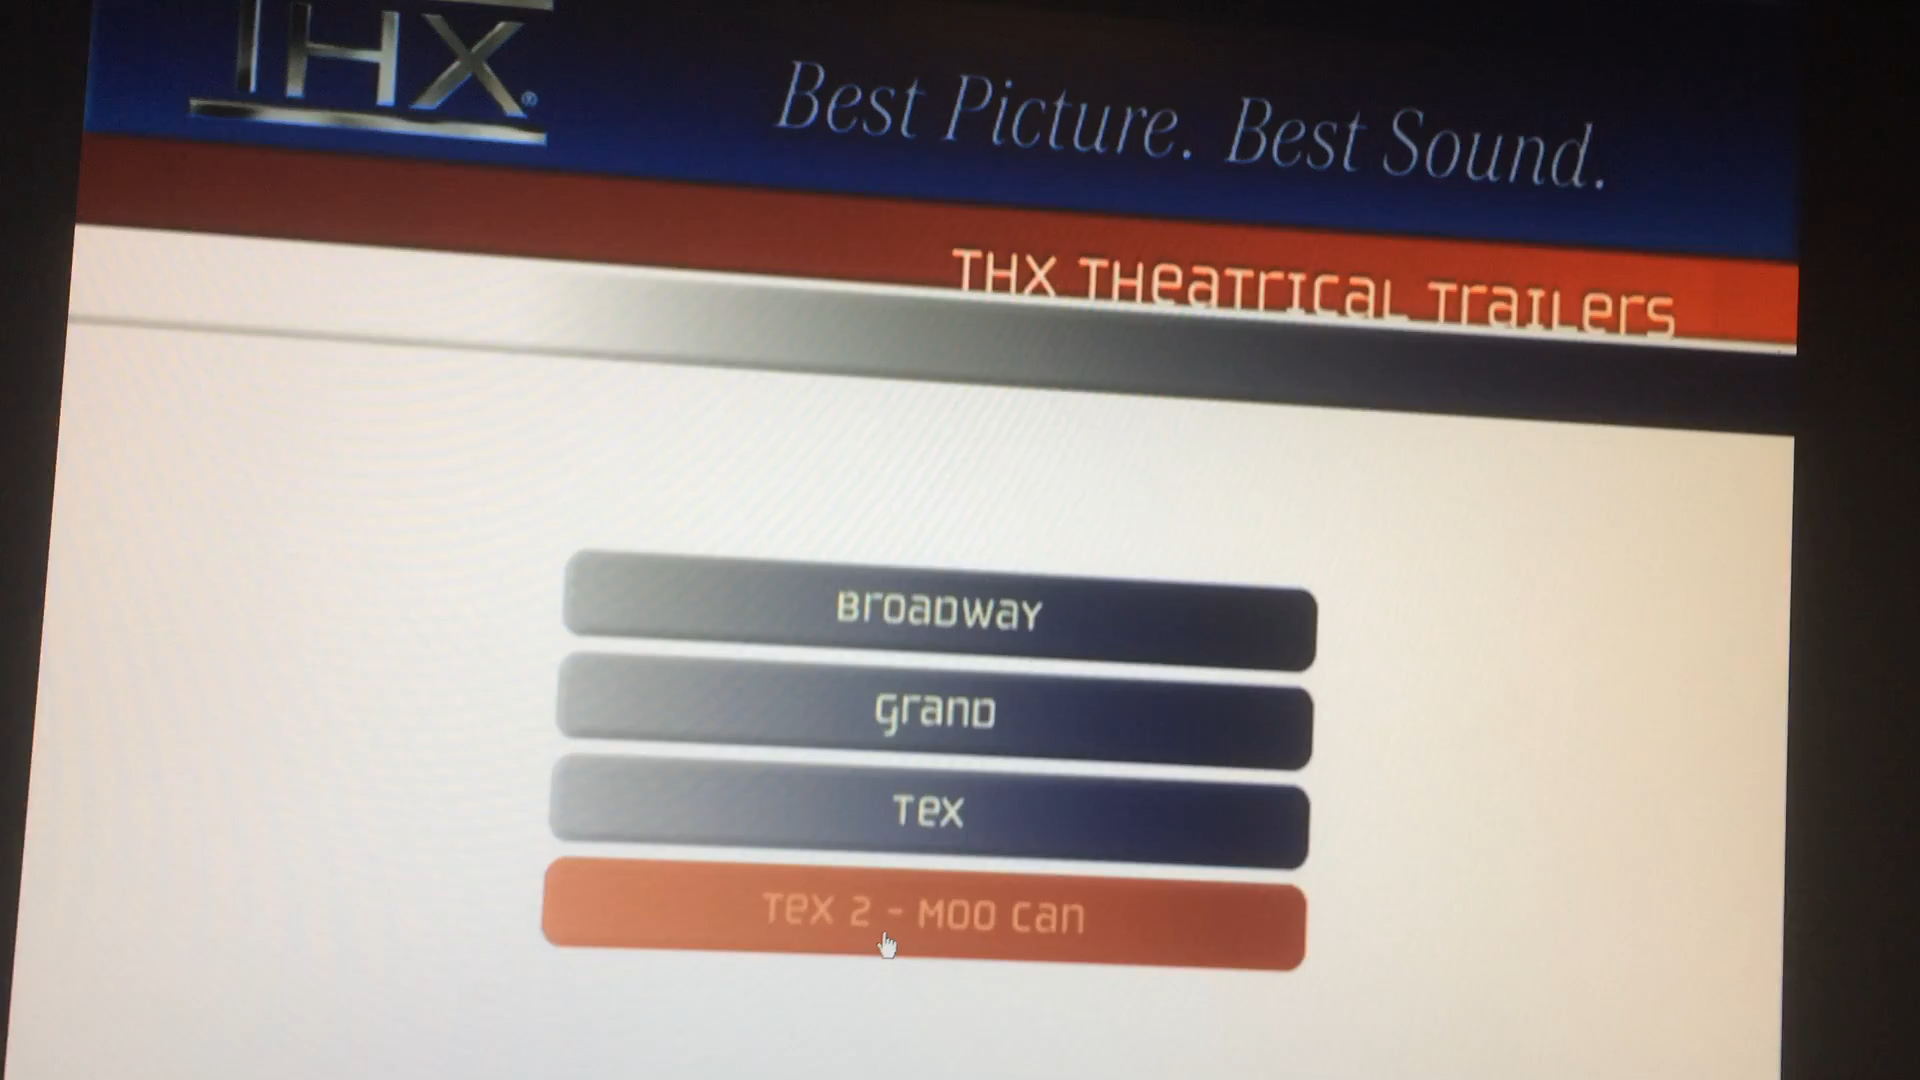 THX®
Best Picture. Best Sound.
THX Theatrical Trailers
Broadway
Grand
Tex
Tex 2 - Moo Can